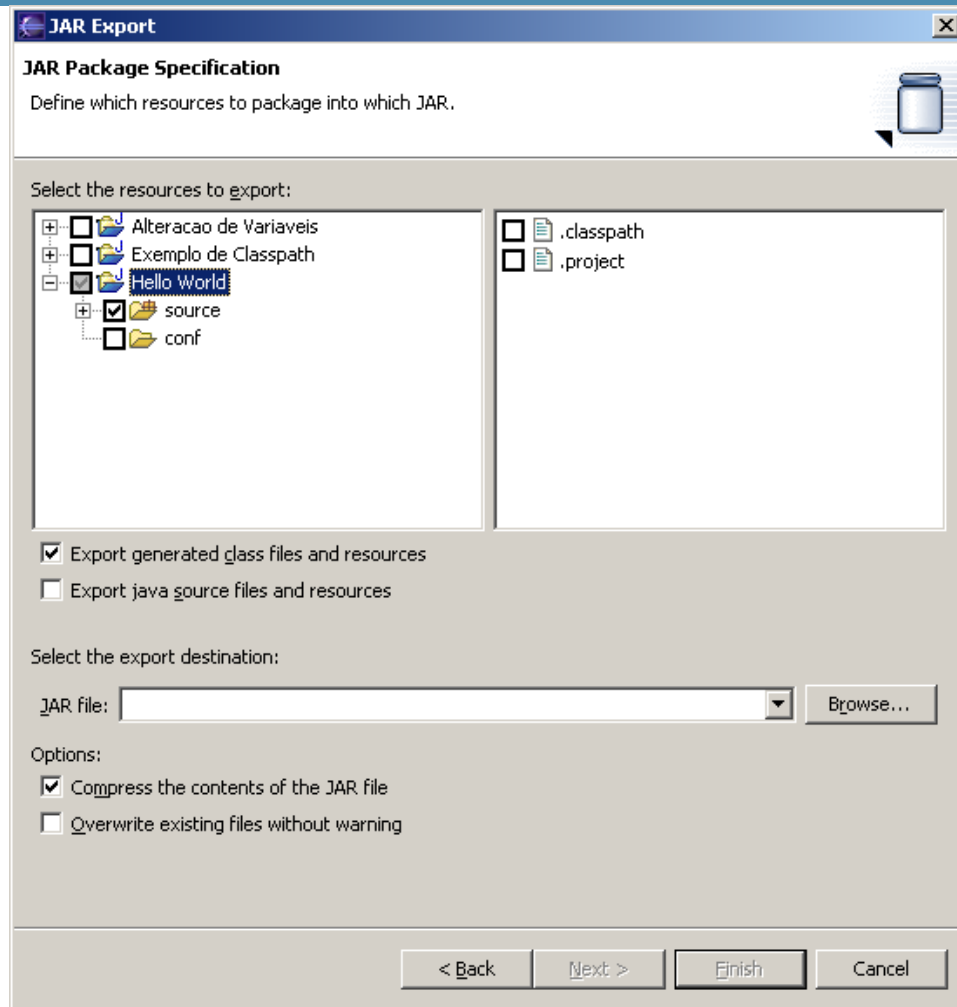 JAR Export
JAR Package Specification
Define which resources to package into which JAR.
Select the resources to export:
Alteracao de Variaveis
Exemplo de Classpath
Hello World
source
conf
.classpath
.project
Export generated class files and resources
Export java source files and resources
Select the export destination:
JAR file:
Browse...
Options:
Compress the contents of the JAR file
Overwrite existing files without warning
< Back
Next >
Finish
Cancel